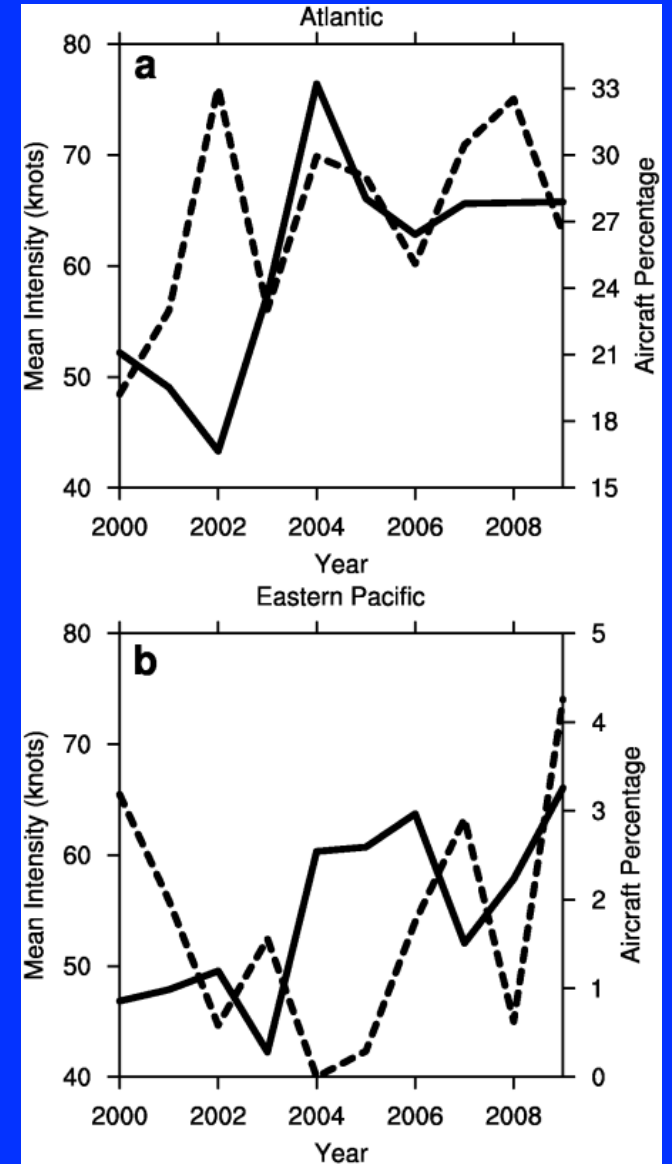 Atlantic
a
80
70
60
50
40
Mean Intensity (knots)
33
30
27
24
21
18
15
Aircraft Percentage
2000 2002 2004 2006 2008
Year
Eastern Pacific
b
80
70
60
50
40
Mean Intensity (knots)
5
4
3
2
1
0
Aircraft Percentage
2000 2002 2004 2006 2008
Year